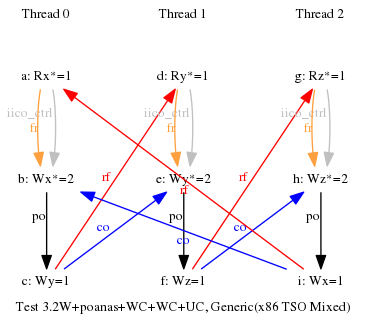 Thread 0 Thread 1 Thread 2
a: Rx*=1 d: Ry*=1 g: Rz*=1
iico_ctrl iico_ctrl iico_ctrl
fr fr fr
rf rf
b: Wx*=2 e: Wy*=2 h: Wz*=2
rf
po po po
co co
co
c: Wy=1 f: Wz=1 i: Wx=1
Test 3.2W+poanas+WC+WC+UC, Generic(x86 TSO Mixed)